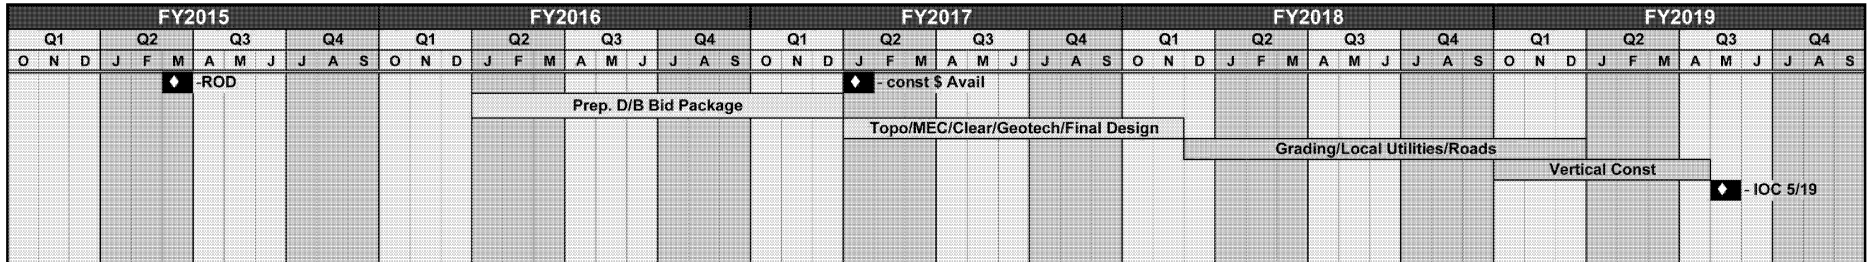 FY2015 FY2016 FY2017 FY2018 FY2019
Q1 Q2 Q3 Q4 Q1 Q2 Q3 Q4 Q1 Q2 Q3 Q4 Q1 Q2 Q3 Q4 Q1 Q2 Q3 Q4
O N D J F M A M J J A S O N D J F M A M J J A S O N D J F M A M J J A S O N D J F M A M J J A S O N D J F M A M J J A S
-ROD - const $ Avail
Prep. D/B Bid Package
Topo/MEC/Clear/Geotech/Final Design
Grading/Local Utilities/Roads
Vertical Const
- IOC 5/19